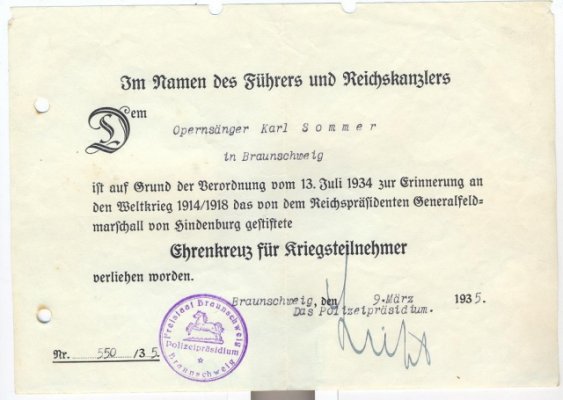 Im Namen des Führers und Reichskanzlers
Dem
Opernsänger Karl Sommer
in Braunschweig
ist auf Grund der Verordnung vom 13. Juli 1934 zur Erinnerung an
den Weltkrieg 1914/1918 das von dem Reichspräsidenten Generalfeld-
marschall von Hindenburg gestiftete
Ehrenkreuz für Kriegsteilnehmer
verliehen worden.
Braunschweig, den 9. März 1935.
Das Polizeipräsidium.
Freistaat Braunschweig
Polizeipräsidium
Braunschweig
Nr. 550 /35